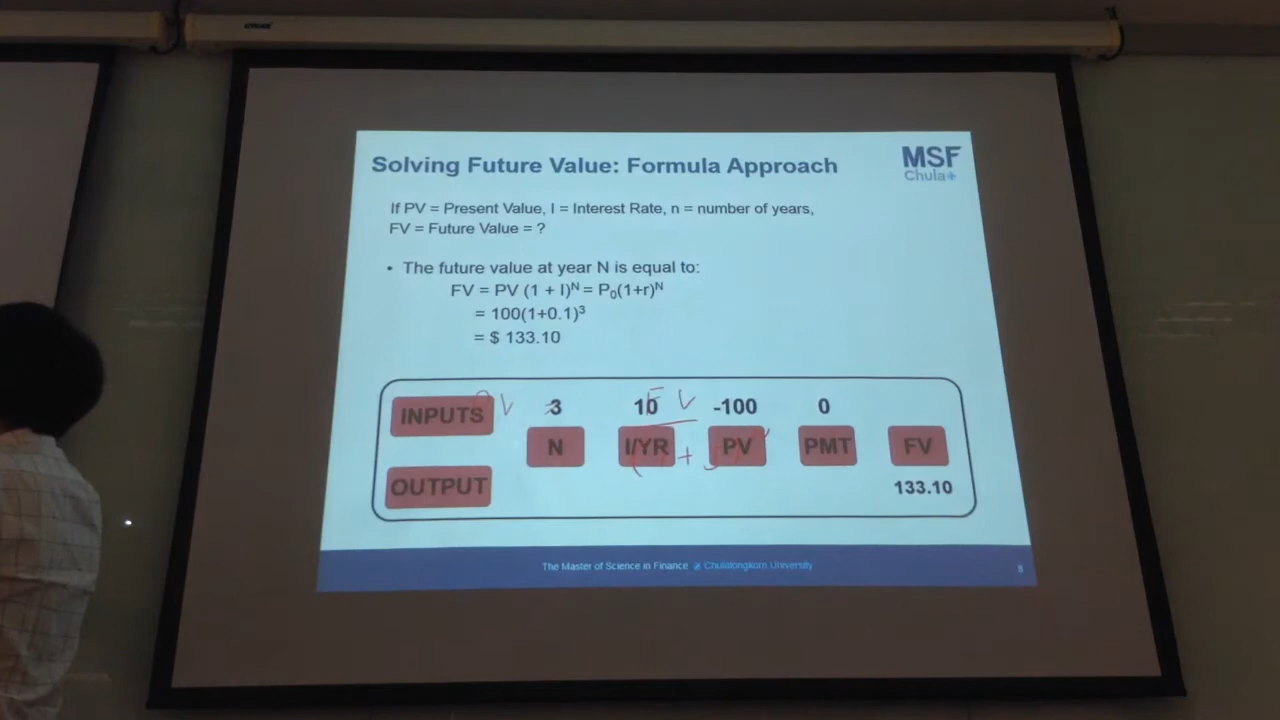 Solving Future Value: Formula Approach
MSF
Chula+
If PV = Present Value, I = Interest Rate, n = number of years,
FV = Future Value = ?
• The future value at year N is equal to:
FV = PV (1 + I)ᴺ = P₀(1+r)ᴺ
= 100(1+0.1)³
= $ 133.10
INPUTS 3 10 -100 0
N I/YR PV PMT FV
OUTPUT 133.10
The Master of Science in Finance @ Chulalongkorn University
8